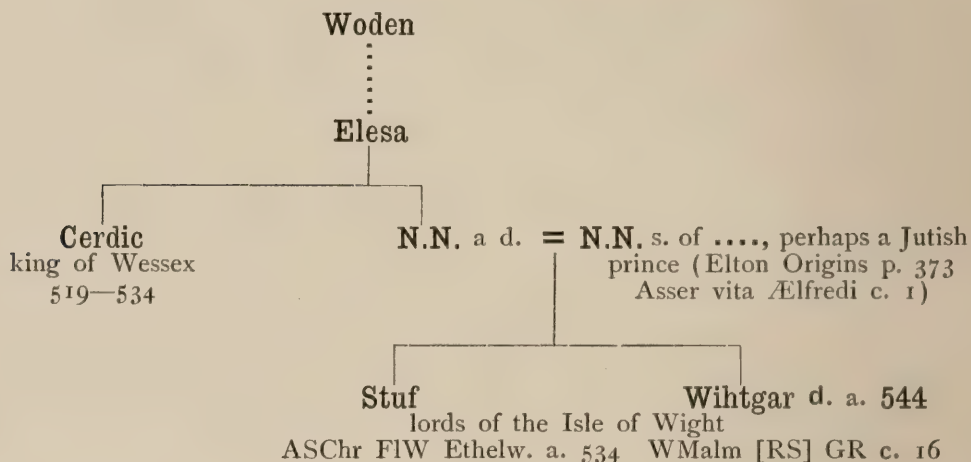 Woden
Elesa
Cerdic N.N. a d. = N.N. s. of ...., perhaps a Jutish
king of Wessex prince (Elton Origins p. 373
519—534 Asser vita Ælfredi c. 1)
Stuf Wihtgar d. a. 544
lords of the Isle of Wight
ASChr FlW Ethelw. a. 534 WMalm [RS] GR c. 16